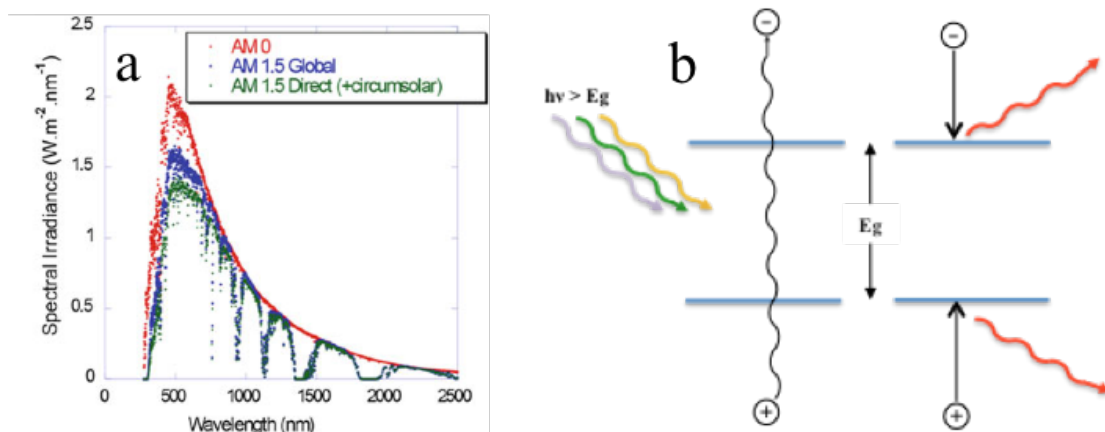 a
AM 0
AM 1.5 Global
AM 1.5 Direct (+circumsolar)
Spectral Irradiance (W.m⁻².nm⁻¹)
2.5
2
1.5
1
0.5
0
0 500 1000 1500 2000 2500
Wavelength (nm)
b
hν > Eg
−
−
Eg
+
+